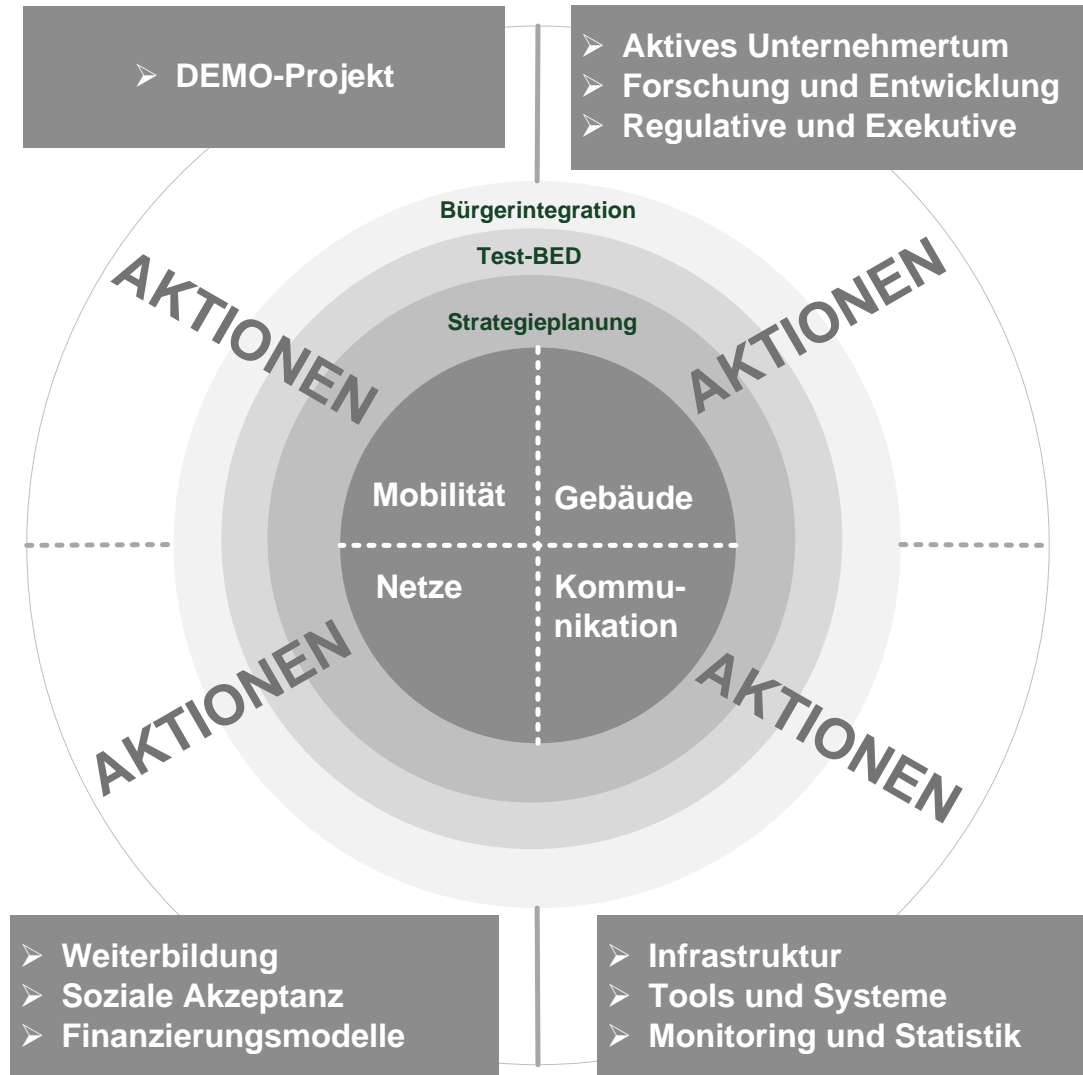 ➢ DEMO-Projekt
➢ Aktives Unternehmertum
➢ Forschung und Entwicklung
➢ Regulative und Exekutive
Bürgerintegration
Test-BED
Strategieplanung
AKTIONEN
AKTIONEN
Mobilität
Gebäude
Netze
Kommu-
nikation
AKTIONEN
AKTIONEN
➢ Weiterbildung
➢ Soziale Akzeptanz
➢ Finanzierungsmodelle
➢ Infrastruktur
➢ Tools und Systeme
➢ Monitoring und Statistik